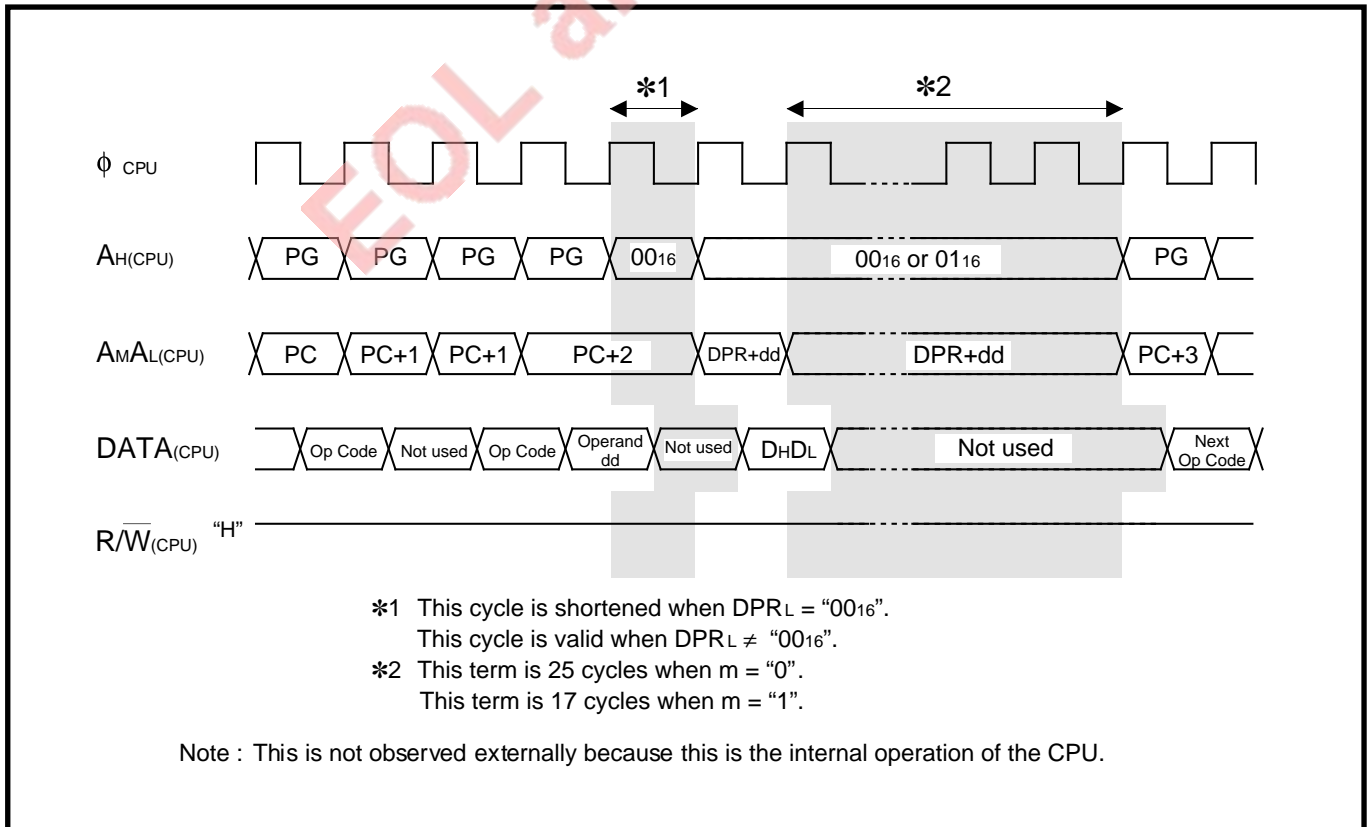 EOL a
✽1 ✽2
ϕ CPU
AH(CPU) PG PG PG PG 0016 0016 or 0116 PG
AMAL(CPU) PC PC+1 PC+1 PC+2 DPR+dd DPR+dd PC+3
DATA(CPU) Op Code Not used Op Code Operand dd Not used DHDL Not used Next Op Code
R/W̅(CPU) “H”
✽1 This cycle is shortened when DPRL = “0016”.
This cycle is valid when DPRL ≠ “0016”.
✽2 This term is 25 cycles when m = “0”.
This term is 17 cycles when m = “1”.
Note : This is not observed externally because this is the internal operation of the CPU.